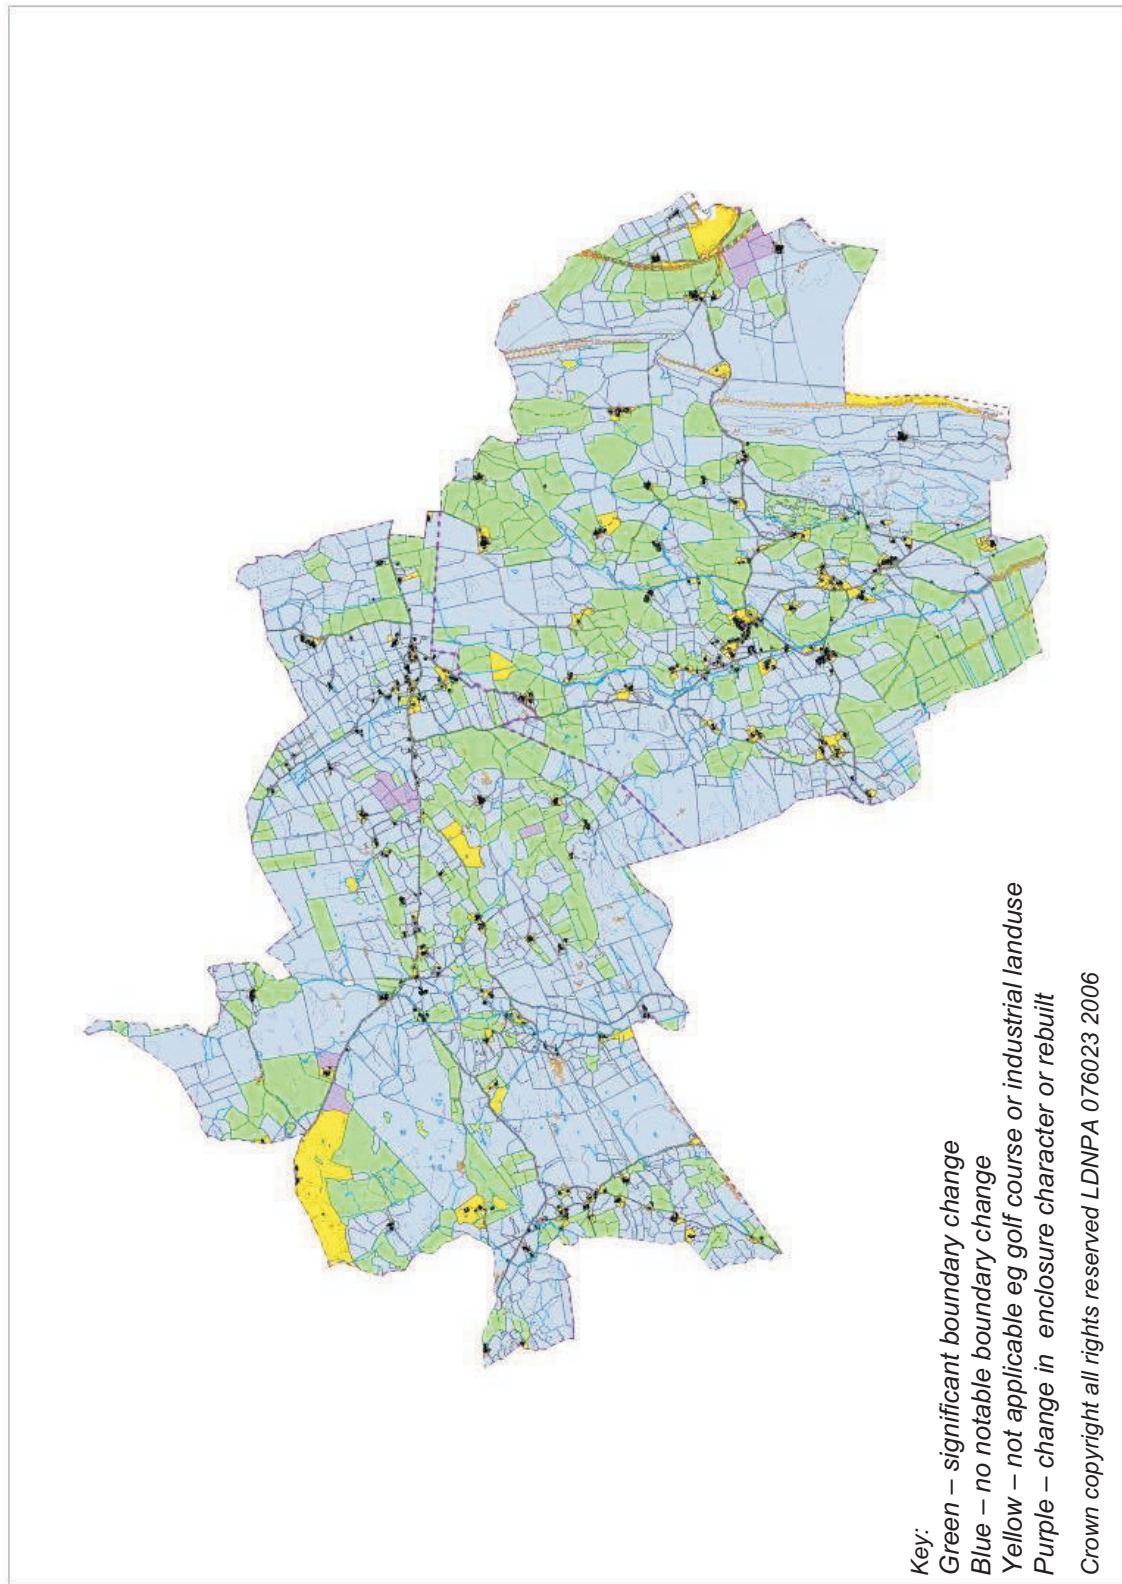 Key:
Green – significant boundary change
Blue – no notable boundary change
Yellow – not applicable eg golf course or industrial landuse
Purple – change in enclosure character or rebuilt
Crown copyright all rights reserved LDNPA 076023 2006